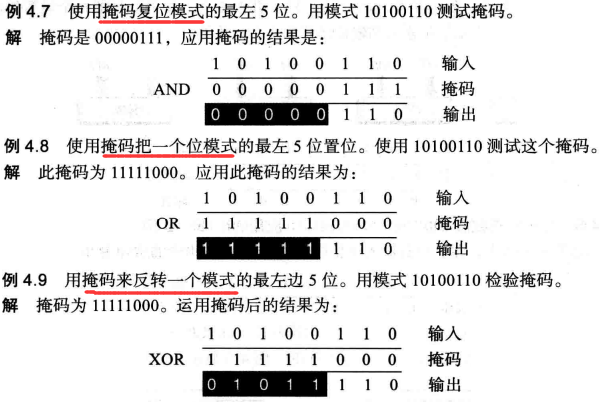 例 4.7 使用掩码复位模式的最左 5 位。用模式 10100110 测试掩码。
解 掩码是 00000111，应用掩码的结果是：
1 0 1 0 0 1 1 0 输入
AND 0 0 0 0 0 1 1 1 掩码
0 0 0 0 0 1 1 0 输出
例 4.8 使用掩码把一个位模式的最左 5 位置位。使用 10100110 测试这个掩码。
解 此掩码为 11111000。应用此掩码的结果为：
1 0 1 0 0 1 1 0 输入
OR 1 1 1 1 1 0 0 0 掩码
1 1 1 1 1 1 1 0 输出
例 4.9 用掩码来反转一个模式的最左边 5 位。用模式 10100110 检验掩码。
解 掩码为 11111000。运用掩码后的结果为：
1 0 1 0 0 1 1 0 输入
XOR 1 1 1 1 1 0 0 0 掩码
0 1 0 1 1 1 1 0 输出